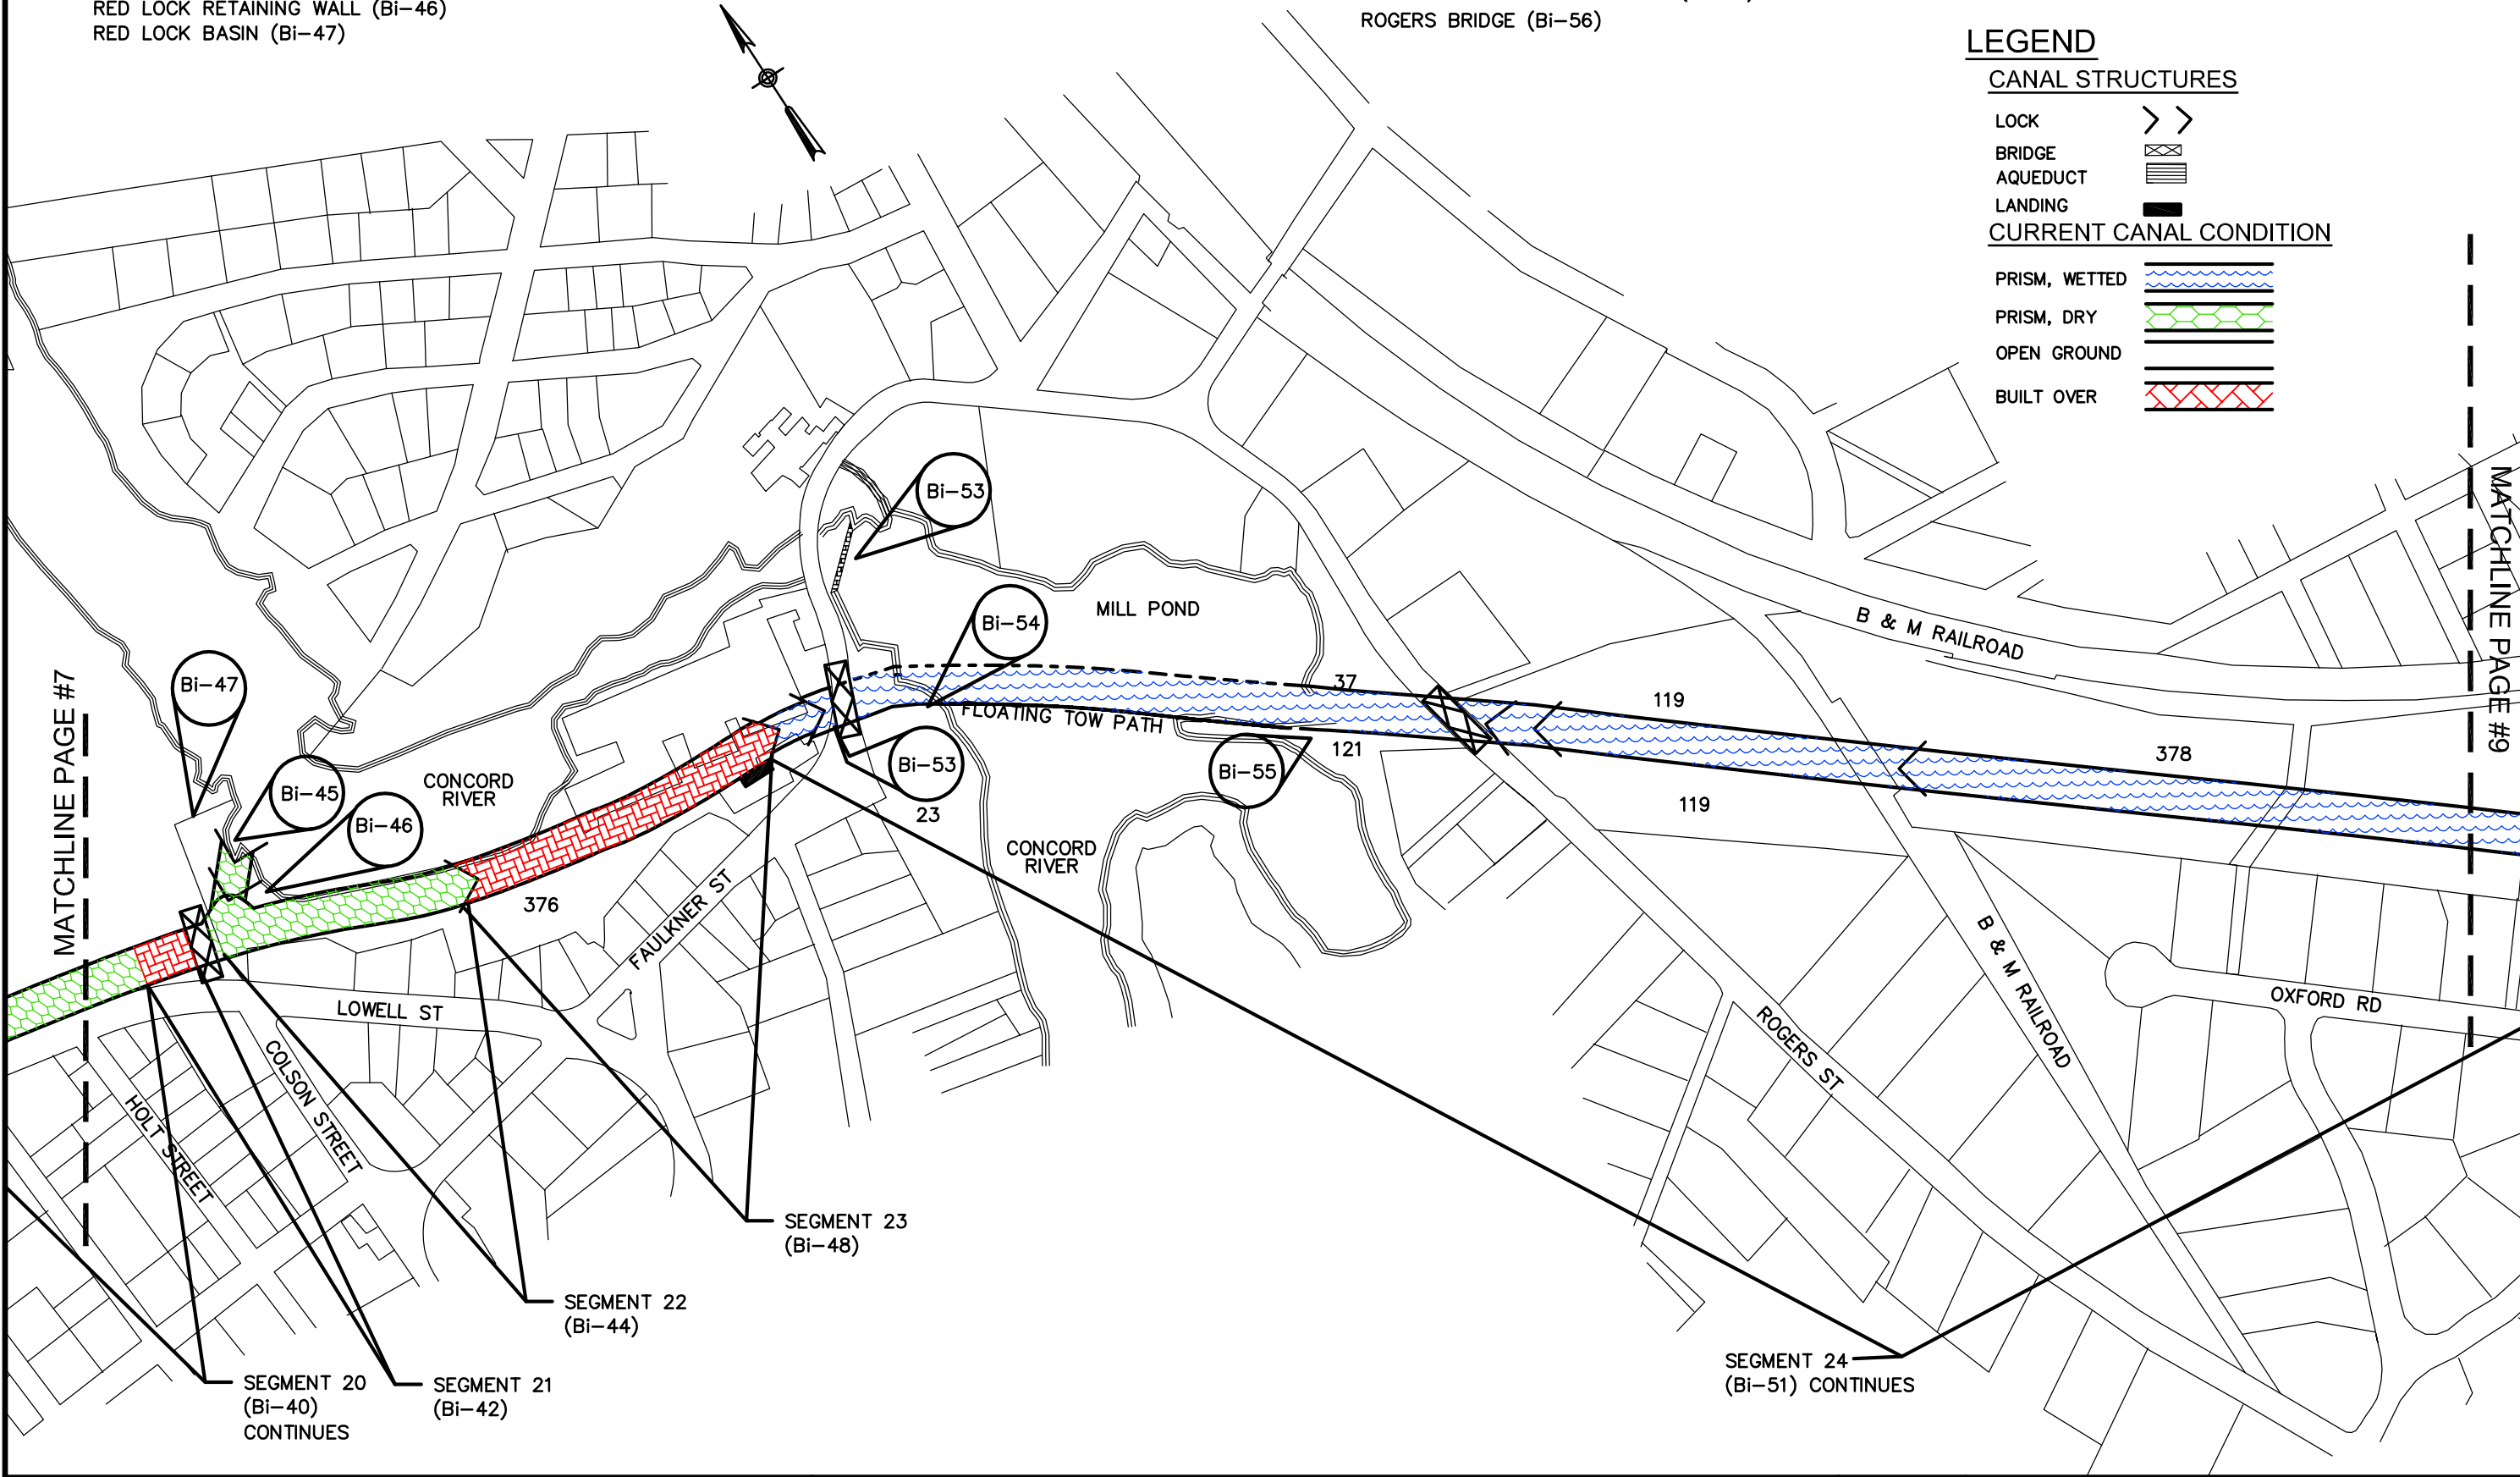 RED LOCK RETAINING WALL (Bi-46)
RED LOCK BASIN (Bi-47)
ROGERS BRIDGE (Bi-56)
LEGEND
CANAL STRUCTURES
LOCK
BRIDGE
AQUEDUCT
LANDING
CURRENT CANAL CONDITION
PRISM, WETTED
PRISM, DRY
OPEN GROUND
BUILT OVER
MATCHLINE PAGE #7
MATCHLINE PAGE #9
Bi-53
Bi-54
MILL POND
B & M RAILROAD
Bi-47
37
119
FLOATING TOW PATH
121
378
Bi-53
Bi-55
Bi-45
CONCORD
RIVER
Bi-46
23
119
CONCORD
RIVER
376
FAULKNER ST
LOWELL ST
COLSON STREET
HOLT STREET
B & M RAILROAD
OXFORD RD
ROGERS ST
SEGMENT 23
(Bi-48)
SEGMENT 22
(Bi-44)
SEGMENT 24
(Bi-51) CONTINUES
SEGMENT 20
(Bi-40)
CONTINUES
SEGMENT 21
(Bi-42)